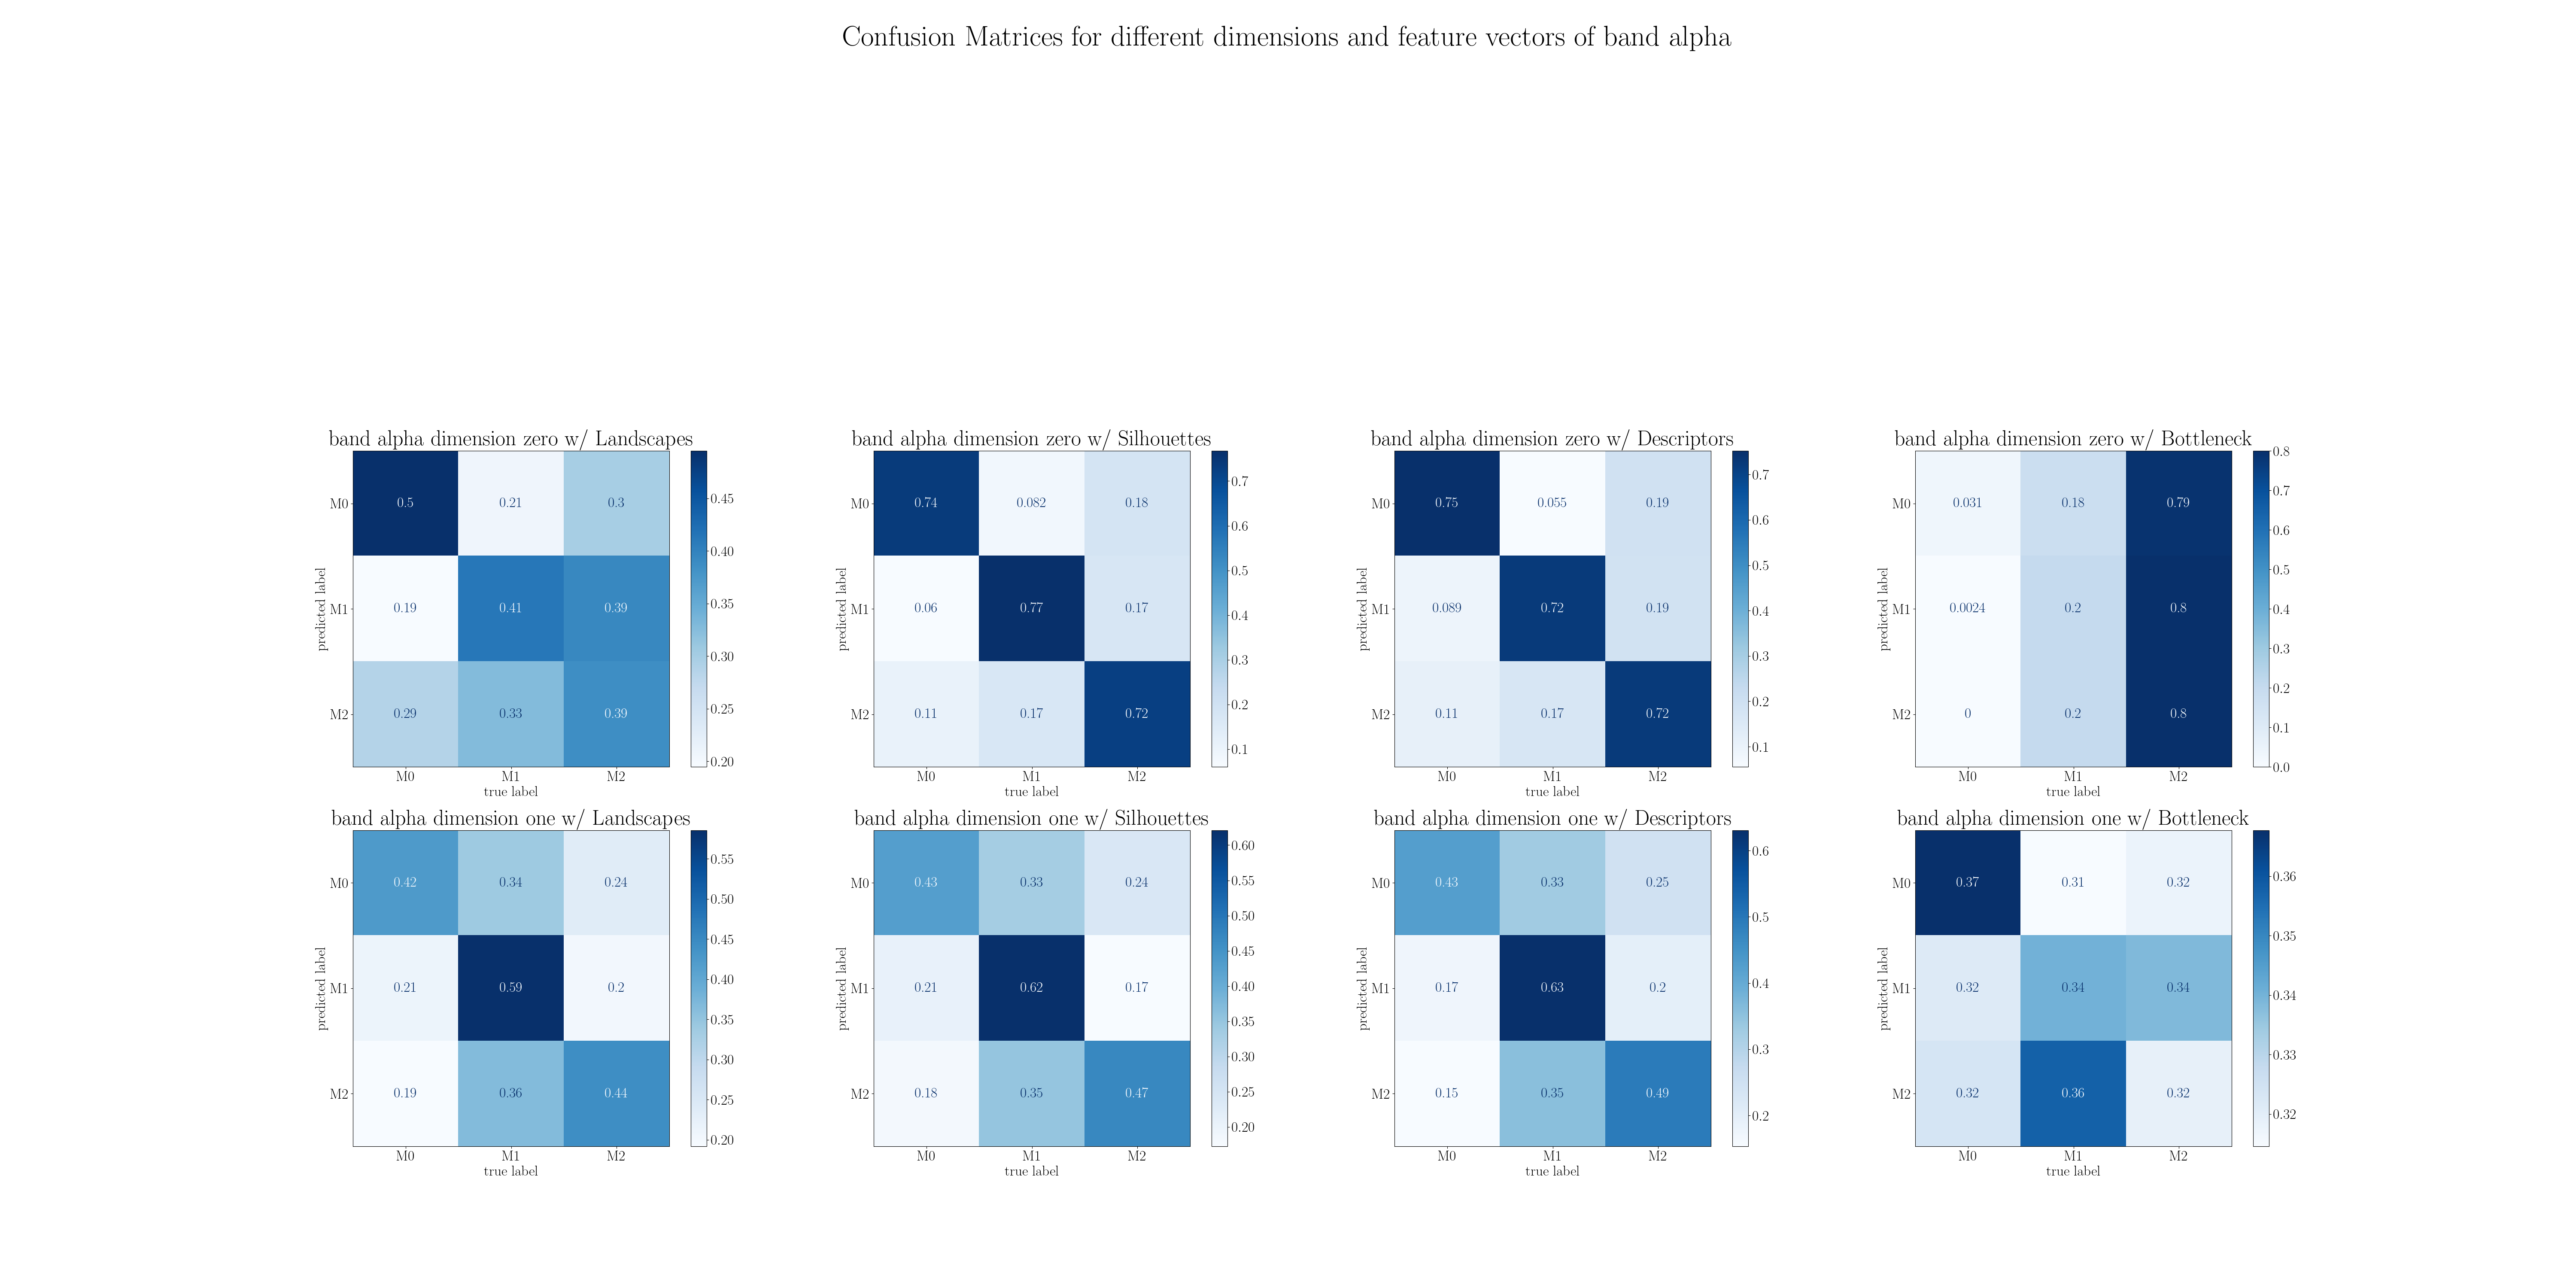 Confusion Matrices for different dimensions and feature vectors of band alpha
band alpha dimension zero w/ Landscapes
predicted label
M0 0.5 0.21 0.3
M1 0.19 0.41 0.39
M2 0.29 0.33 0.39
M0 M1 M2
true label
0.45
0.40
0.35
0.30
0.25
0.20
band alpha dimension zero w/ Silhouettes
predicted label
M0 0.74 0.082 0.18
M1 0.06 0.77 0.17
M2 0.11 0.17 0.72
M0 M1 M2
true label
0.7
0.6
0.5
0.4
0.3
0.2
0.1
band alpha dimension zero w/ Descriptors
predicted label
M0 0.75 0.055 0.19
M1 0.089 0.72 0.19
M2 0.11 0.17 0.72
M0 M1 M2
true label
0.7
0.6
0.5
0.4
0.3
0.2
0.1
band alpha dimension zero w/ Bottleneck
predicted label
M0 0.031 0.18 0.79
M1 0.0024 0.2 0.8
M2 0 0.2 0.8
M0 M1 M2
true label
0.8
0.7
0.6
0.5
0.4
0.3
0.2
0.1
0.0
band alpha dimension one w/ Landscapes
predicted label
M0 0.42 0.34 0.24
M1 0.21 0.59 0.2
M2 0.19 0.36 0.44
M0 M1 M2
true label
0.55
0.50
0.45
0.40
0.35
0.30
0.25
0.20
band alpha dimension one w/ Silhouettes
predicted label
M0 0.43 0.33 0.24
M1 0.21 0.62 0.17
M2 0.18 0.35 0.47
M0 M1 M2
true label
0.60
0.55
0.50
0.45
0.40
0.35
0.30
0.25
0.20
band alpha dimension one w/ Descriptors
predicted label
M0 0.43 0.33 0.25
M1 0.17 0.63 0.2
M2 0.15 0.35 0.49
M0 M1 M2
true label
0.6
0.5
0.4
0.3
0.2
band alpha dimension one w/ Bottleneck
predicted label
M0 0.37 0.31 0.32
M1 0.32 0.34 0.34
M2 0.32 0.36 0.32
M0 M1 M2
true label
0.36
0.35
0.34
0.33
0.32